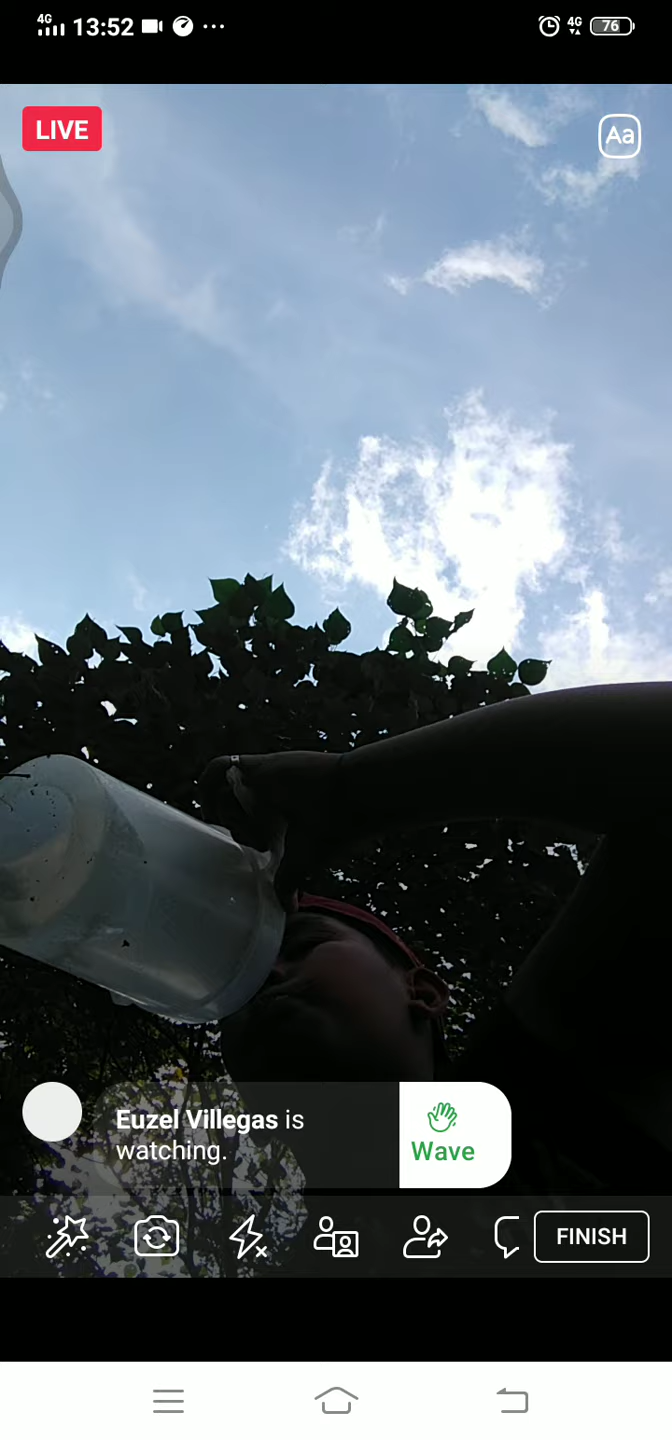 4G 13:52 4G 76
LIVE
Aa
Euzel Villegas is
watching.
Wave
FINISH